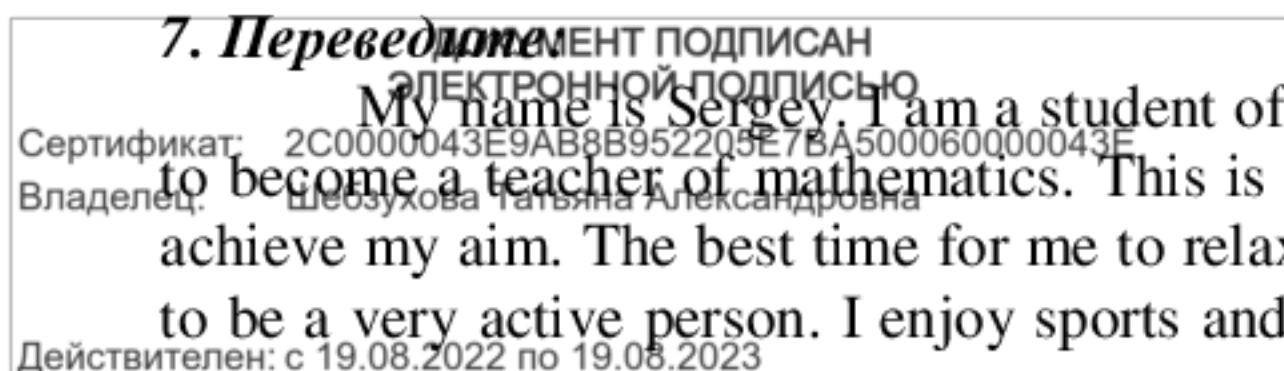 7. Переведите:
ДОКУМЕНТ ПОДПИСАН
ЭЛЕКТРОННОЙ ПОДПИСЬЮ
My name is Sergey. I am a student of
Сертификат: 2C0000043E9AB8B952205E7BA500060000043E
to become a teacher of mathematics. This is
Владелец: Шебзухова Татьяна Александровна
achieve my aim. The best time for me to relax
to be a very active person. I enjoy sports and
Действителен: с 19.08.2022 по 19.08.2023